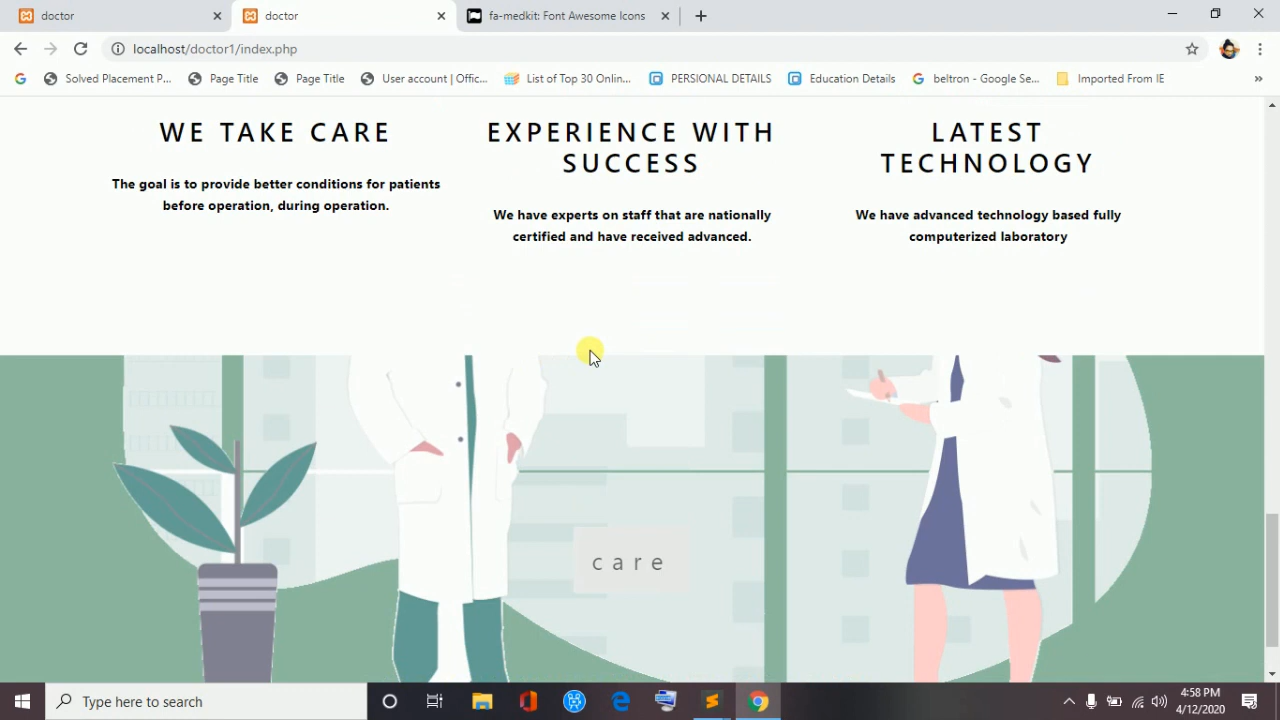 doctor
doctor
fa-medkit: Font Awesome Icons
localhost/doctor1/index.php
Solved Placement P...
Page Title
Page Title
User account | Offic...
List of Top 30 Onlin...
PERSIONAL DETAILS
Education Details
beltron - Google Se...
Imported From IE
WE TAKE CARE
The goal is to provide better conditions for patients
before operation, during operation.
EXPERIENCE WITH
SUCCESS
We have experts on staff that are nationally
certified and have received advanced.
LATEST
TECHNOLOGY
We have advanced technology based fully
computerized laboratory
care
Type here to search
4:58 PM
4/12/2020